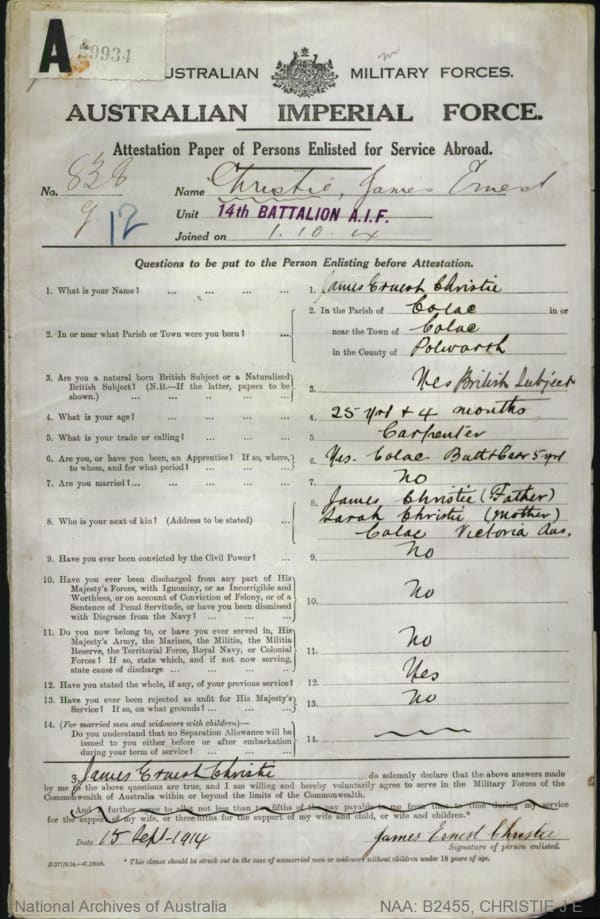 A
39934
AUSTRALIAN MILITARY FORCES.
AUSTRALIAN IMPERIAL FORCE.
Attestation Paper of Persons Enlisted for Service Abroad.
No. 838 Name Christie, James Ernest
Unit 14th BATTALION A.I.F.
12
Joined on 1.10.14
Questions to be put to the Person Enlisting before Attestation.
1. What is your Name? ... ... ... ... 1. James Ernest Christie
2. In or near what Parish or Town were you born? ... 2. In the Parish of Colac in or
near the Town of Colac
in the County of Polwarth
3. Are you a natural born British Subject or a Naturalized
British Subject? (N.B.—If the latter, papers to be
shown.) ... ... ... ... ... 3. Yes British Subject
4. What is your age? ... ... ... ... 4. 25 yrs + 4 months
5. What is your trade or calling? ... ... ... 5. Carpenter
6. Are you, or have you been, an Apprentice? If so, where,
to whom, and for what period? ... ... ... 6. Yes. Colac 5 yrs
7. Are you married?... ... ... ... ... 7. No
8. Who is your next of kin? (Address to be stated) ... 8. James Christie (Father)
Sarah Christie (Mother)
Colac Victoria Aus.
9. Have you ever been convicted by the Civil Power? ... 9. No
10. Have you ever been discharged from any part of His
Majesty's Forces, with Ignominy, or as Incorrigible and
Worthless, or on account of Conviction of Felony, or of a
Sentence of Penal Servitude, or have you been dismissed
with Disgrace from the Navy? ... ... ... 10. No
11. Do you now belong to, or have you ever served in, His
Majesty's Army, the Marines, the Militia, the Militia
Reserve, the Territorial Force, Royal Navy, or Colonial
Forces? If so, state which, and if not now serving,
state cause of discharge ... ... ... ... 11. No
12. Have you stated the whole, if any, of your previous service? 12. Yes
13. Have you ever been rejected as unfit for His Majesty's
Service? If so, on what grounds? ... ... ... 13. No
14. (For married men and widowers with children)—
Do you understand that no Separation Allowance will be
issued to you either before or after embarkation
during your term of service? ... ... ... 14.
I, James Ernest Christie do solemnly declare that the above answers made
by me to the above questions are true, and I am willing and hereby voluntarily agree to serve in the Military Forces of the
Commonwealth of Australia within or beyond the limits of the Commonwealth.
And I further agree to allot not less than two-fifths of the pay payable to me from time to time during my service
for the support of my wife, or three-fifths for the support of my wife and child, or wife and children.*
Date 15 Sept-1914 James Ernest Christie
Signature of person enlisted.
* This clause should be struck out in the case of unmarried men or widowers without children under 18 years of age.
National Archives of Australia NAA: B2455, CHRISTIE J E